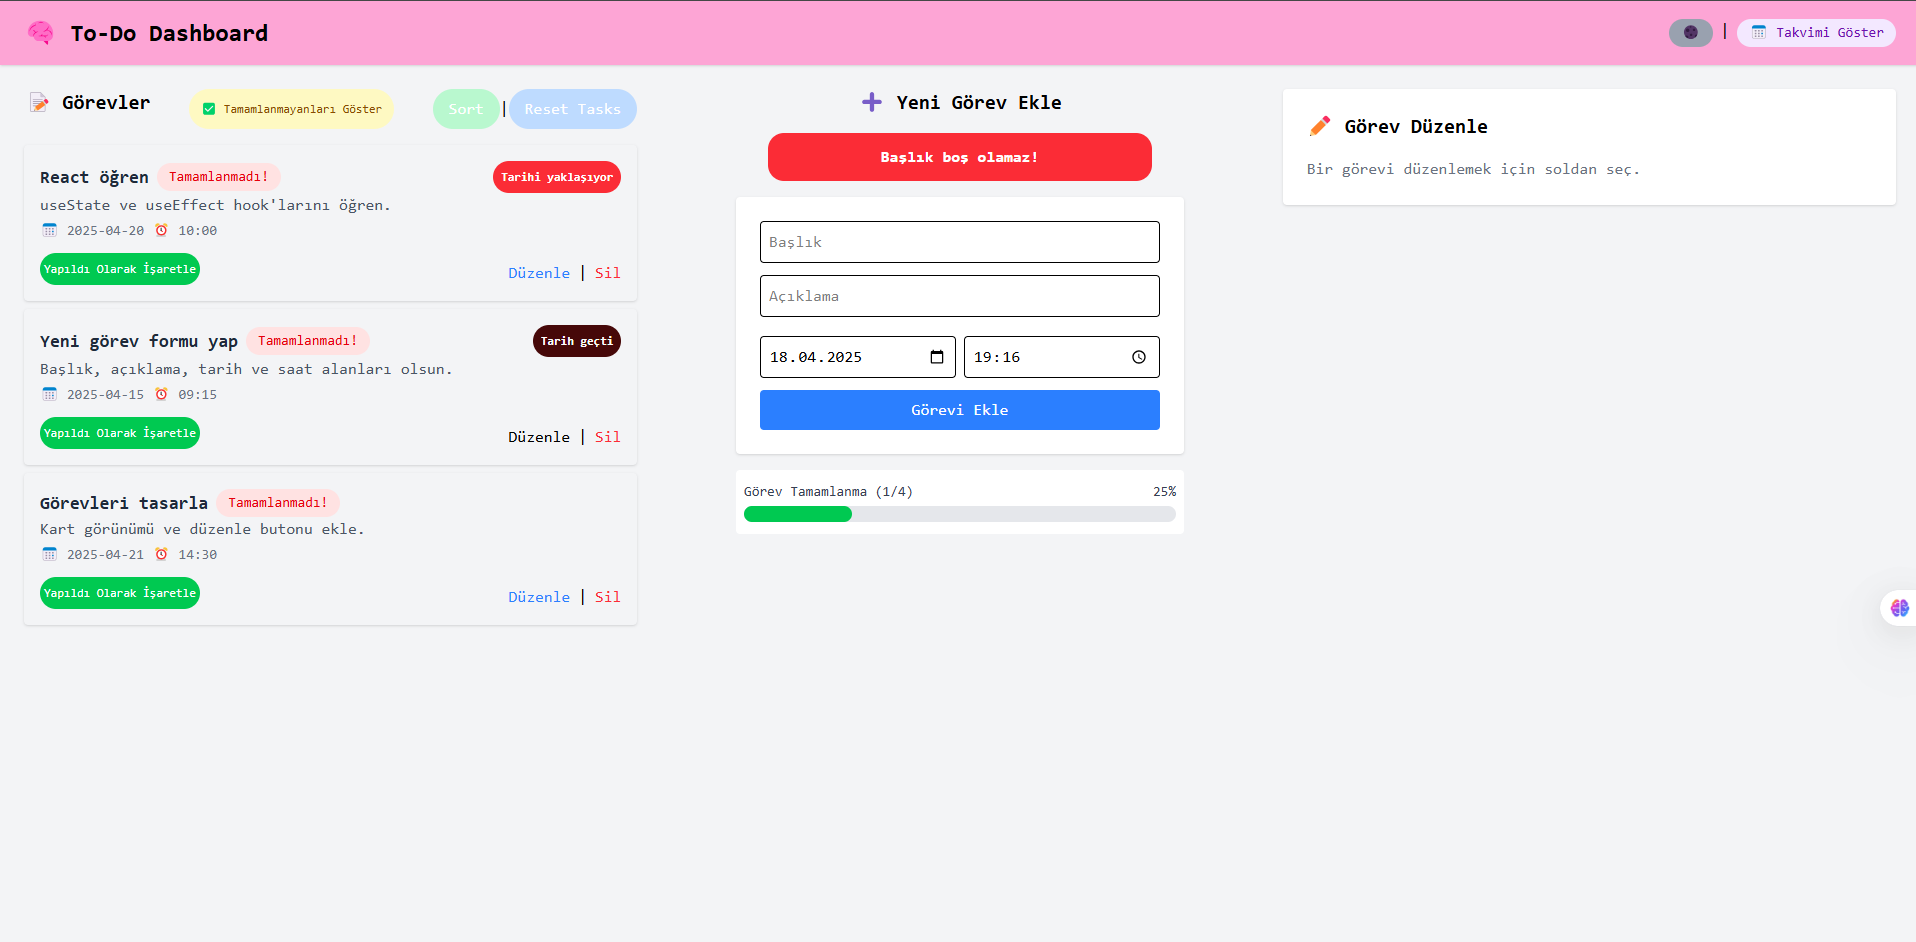 To-Do Dashboard
| Takvimi Göster
Görevler
Tamamlanmayanları Göster
Sort | Reset Tasks
React öğren Tamamlanmadı! Tarihi yaklaşıyor
useState ve useEffect hook'larını öğren.
2025-04-20 10:00
Yapıldı Olarak İşaretle
Düzenle | Sil
Yeni görev formu yap Tamamlanmadı! Tarih geçti
Başlık, açıklama, tarih ve saat alanları olsun.
2025-04-15 09:15
Yapıldı Olarak İşaretle
Düzenle | Sil
Görevleri tasarla Tamamlanmadı!
Kart görünümü ve düzenle butonu ekle.
2025-04-21 14:30
Yapıldı Olarak İşaretle
Düzenle | Sil
Yeni Görev Ekle
Başlık boş olamaz!
Başlık
Açıklama
18.04.2025 19:16
Görevi Ekle
Görev Tamamlanma (1/4) 25%
Görev Düzenle
Bir görevi düzenlemek için soldan seç.